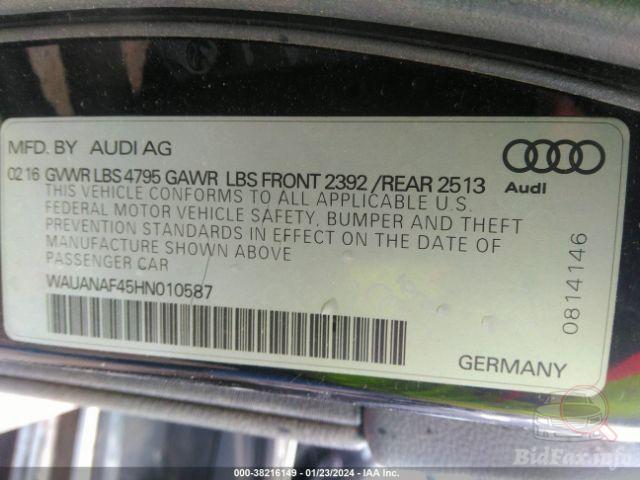 MFD. BY AUDI AG
02 16 GVWR LBS 4795 GAWR LBS FRONT 2392 /REAR 2513
THIS VEHICLE CONFORMS TO ALL APPLICABLE U.S.
FEDERAL MOTOR VEHICLE SAFETY, BUMPER AND THEFT
PREVENTION STANDARDS IN EFFECT ON THE DATE OF
MANUFACTURE SHOWN ABOVE
PASSENGER CAR
WAUANAF45HN010587
Audi
0814146
GERMANY
BidFax.info
000-38216149 - 01/23/2024 - IAA Inc.